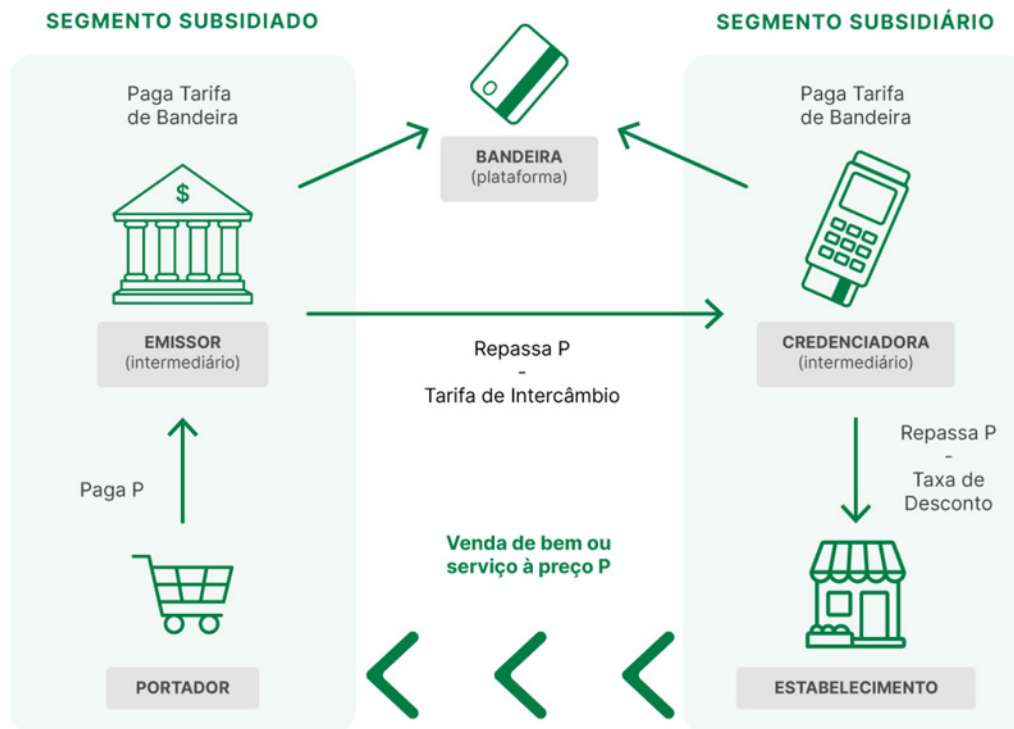 SEGMENTO SUBSIDIADO
SEGMENTO SUBSIDIÁRIO
Paga Tarifa
de Bandeira
Paga Tarifa
de Bandeira
BANDEIRA
(plataforma)
$
EMISSOR
(intermediário)
CREDENCIADORA
(intermediário)
Repassa P
-
Tarifa de Intercâmbio
Repassa P
-
Taxa de
Desconto
Paga P
Venda de bem ou
serviço à preço P
PORTADOR
ESTABELECIMENTO